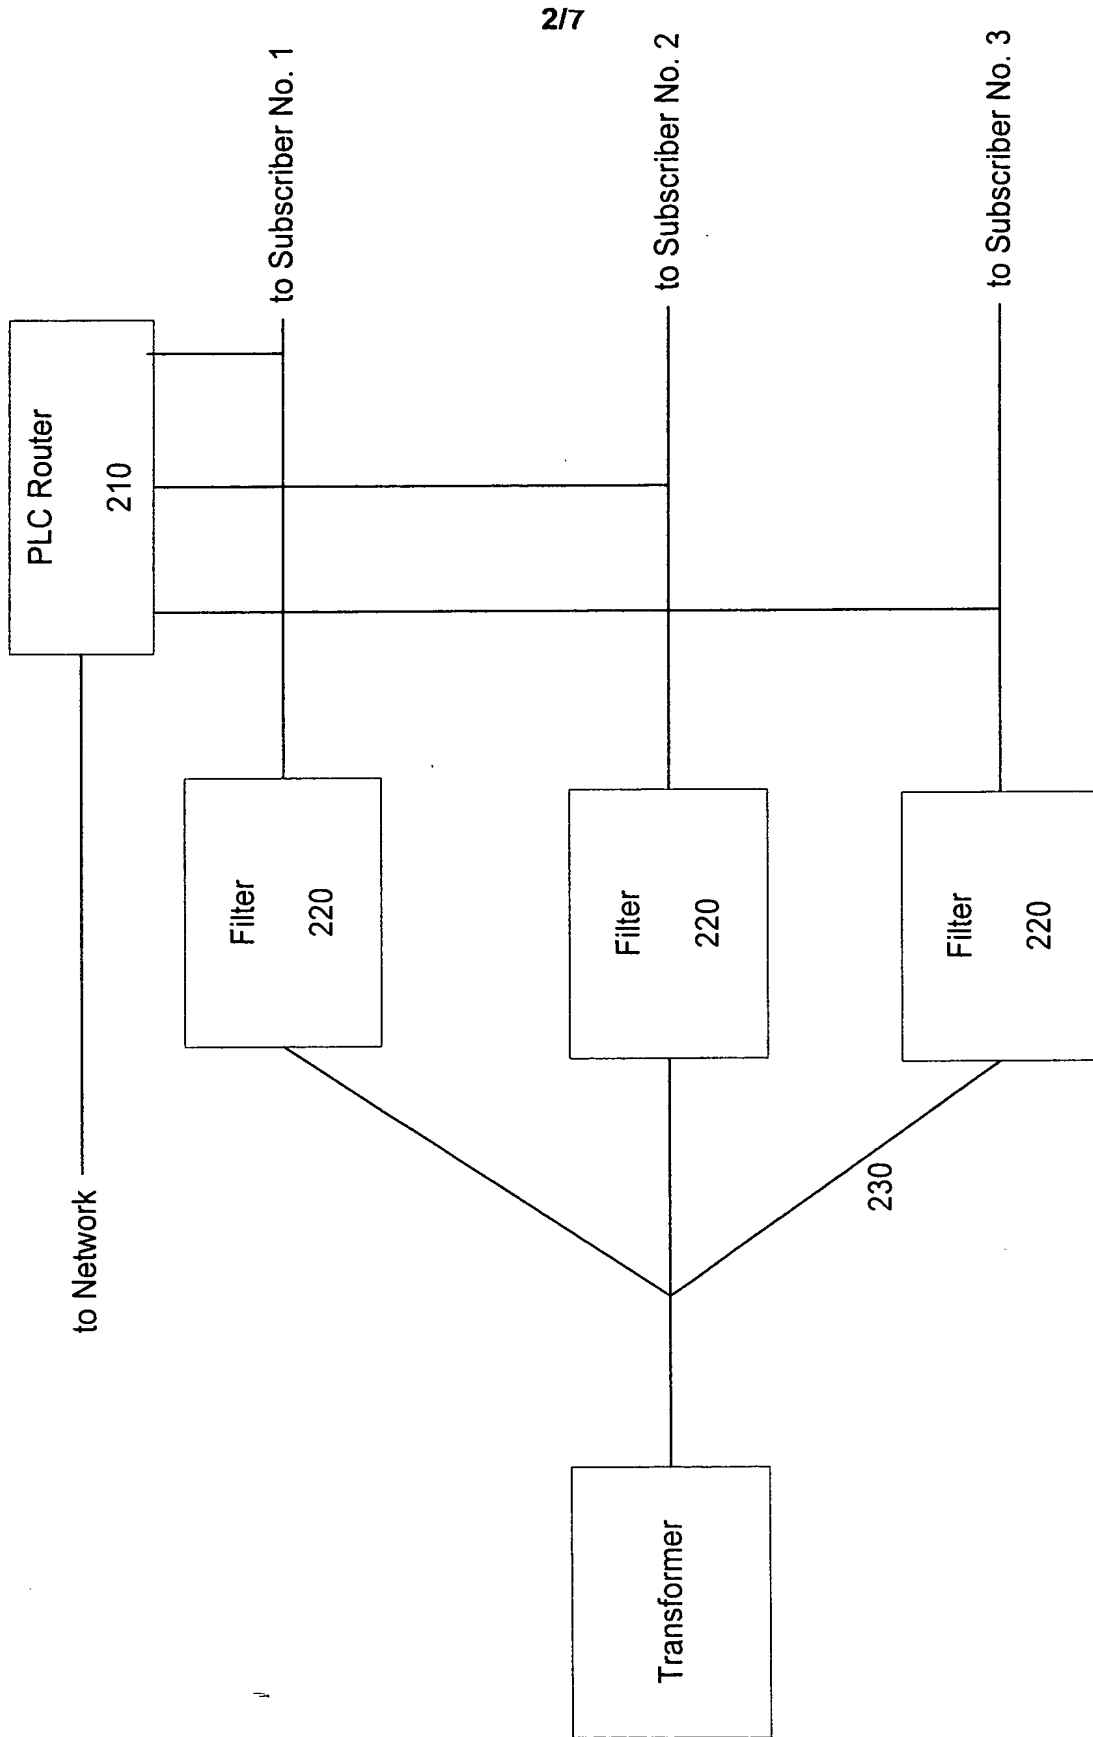 2/7
PLC Router
210
to Network
to Subscriber No. 1
to Subscriber No. 2
to Subscriber No. 3
Filter
220
Filter
220
Filter
220
230
Transformer